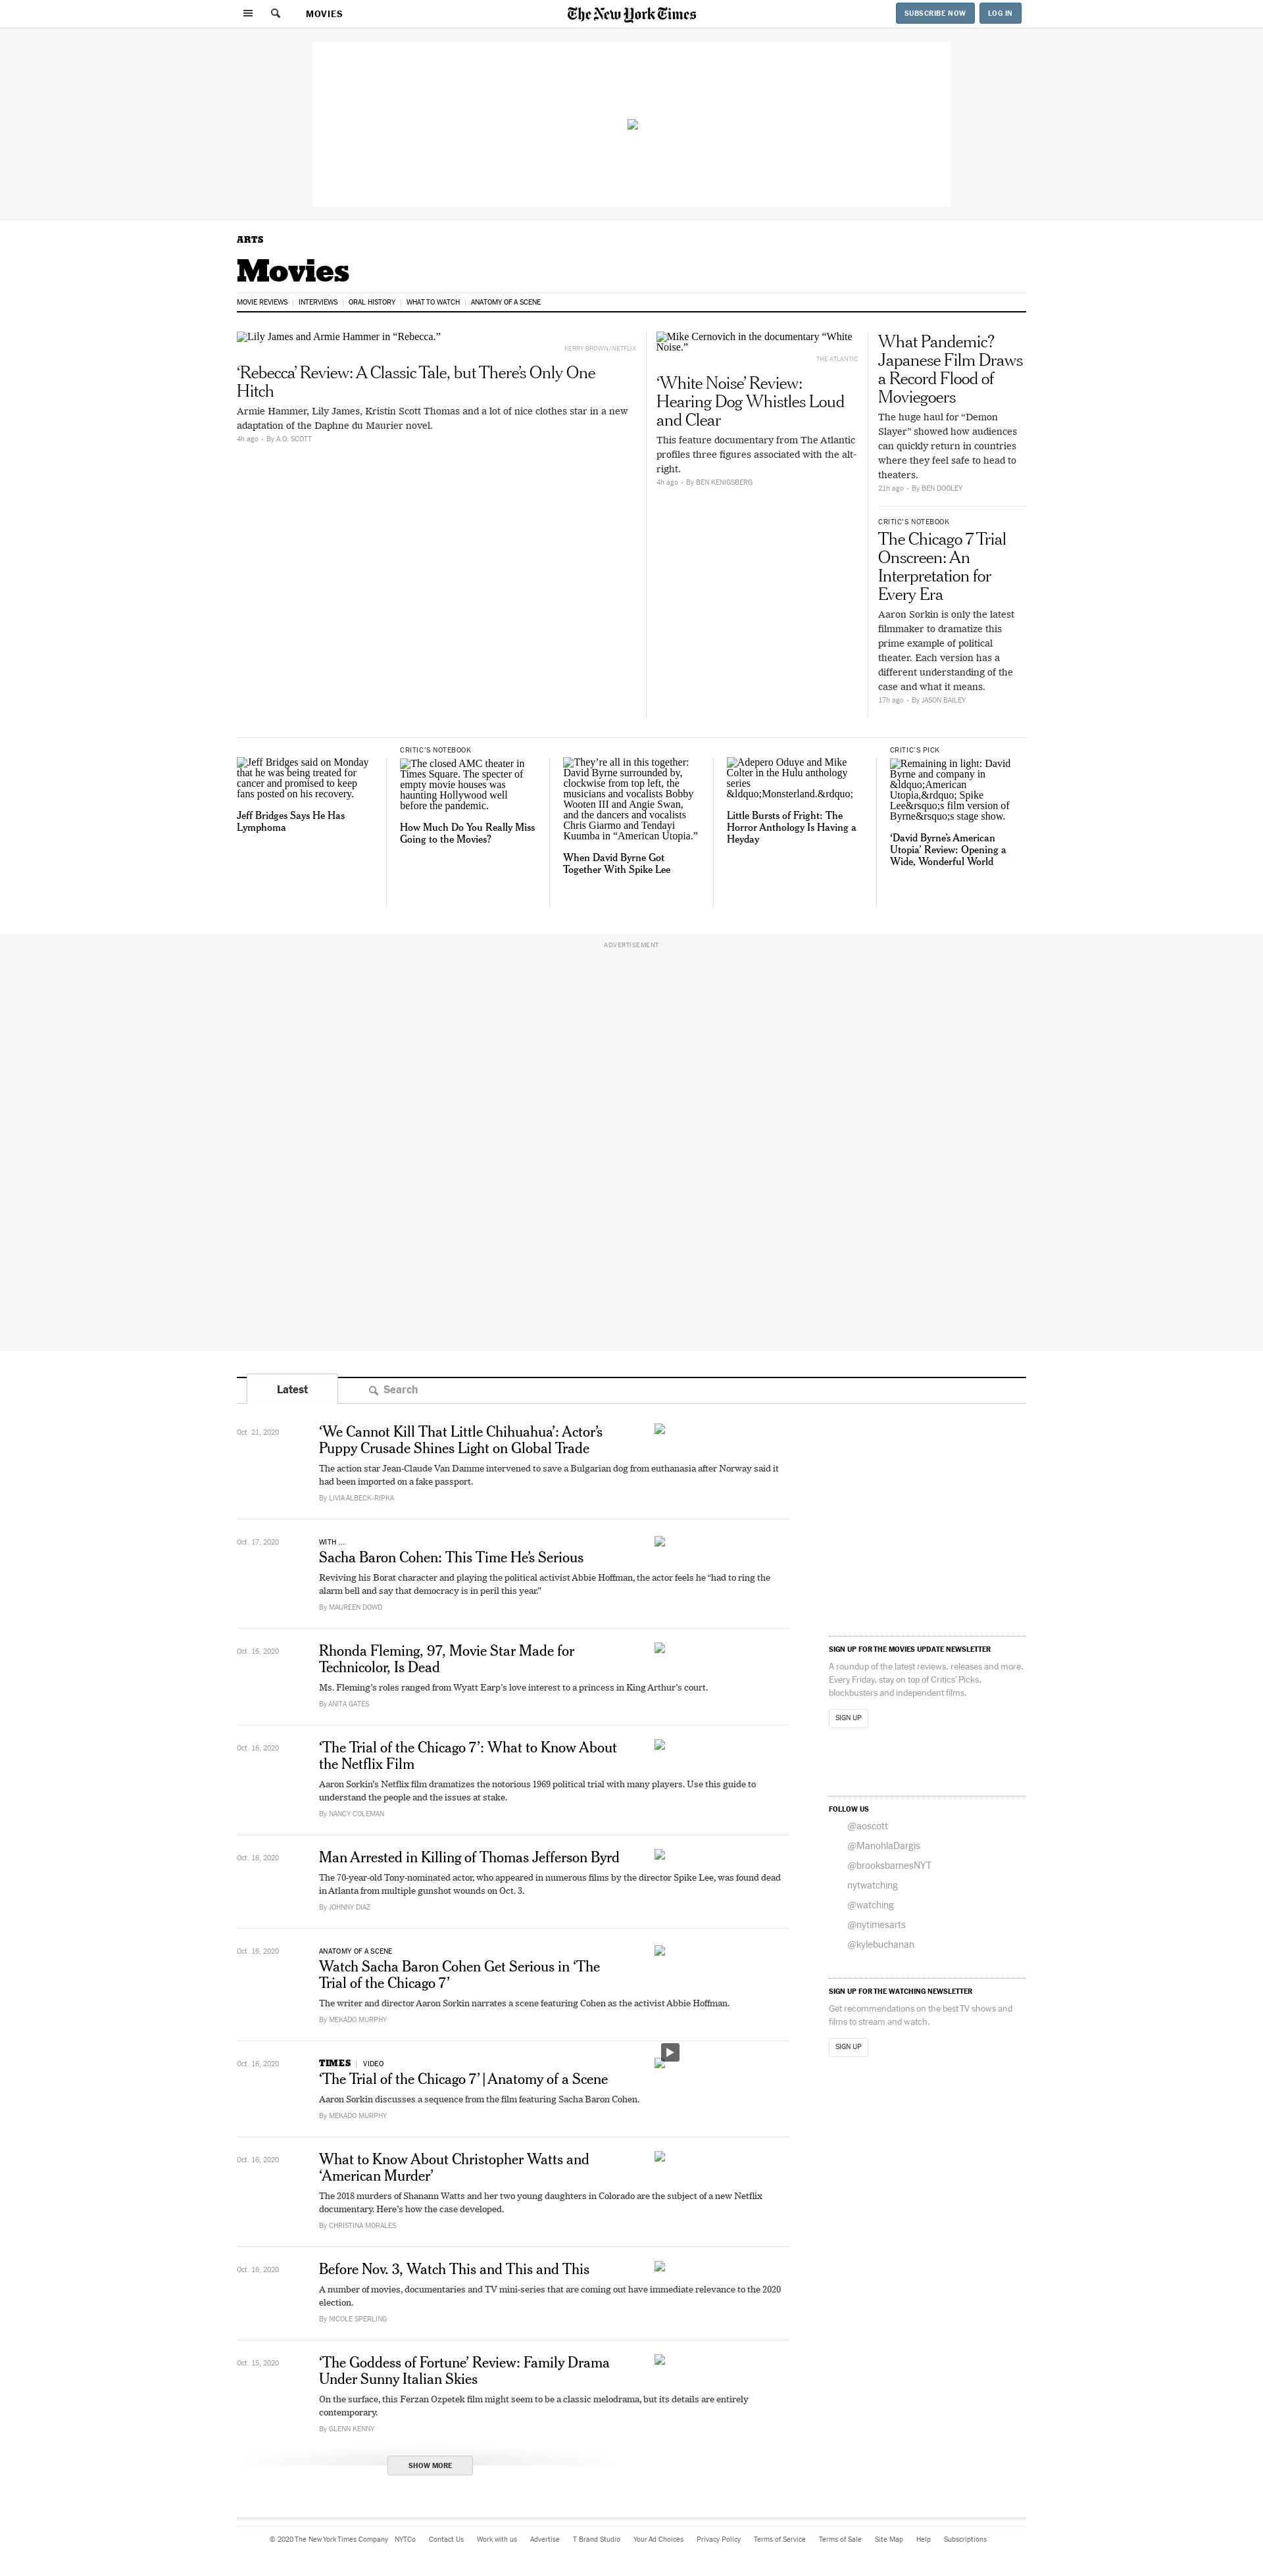 MOVIES
The New York Times
SUBSCRIBE NOW
LOG IN
ARTS
Movies
MOVIE REVIEWS | INTERVIEWS | ORAL HISTORY | WHAT TO WATCH | ANATOMY OF A SCENE
Lily James and Armie Hammer in “Rebecca.”
KERRY BROWN/NETFLIX
‘Rebecca’ Review: A Classic Tale, but There’s Only One
Hitch
Armie Hammer, Lily James, Kristin Scott Thomas and a lot of nice clothes star in a new
adaptation of the Daphne du Maurier novel.
4h ago • By A.O. SCOTT
Mike Cernovich in the documentary “White
Noise.”
THE ATLANTIC
‘White Noise’ Review:
Hearing Dog Whistles Loud
and Clear
This feature documentary from The Atlantic
profiles three figures associated with the alt-
right.
4h ago • By BEN KENIGSBERG
What Pandemic?
Japanese Film Draws
a Record Flood of
Moviegoers
The huge haul for “Demon
Slayer” showed how audiences
can quickly return in countries
where they feel safe to head to
theaters.
21h ago • By BEN DOOLEY
CRITIC’S NOTEBOOK
The Chicago 7 Trial
Onscreen: An
Interpretation for
Every Era
Aaron Sorkin is only the latest
filmmaker to dramatize this
prime example of political
theater. Each version has a
different understanding of the
case and what it means.
17h ago • By JASON BAILEY
Jeff Bridges said on Monday
that he was being treated for
cancer and promised to keep
fans posted on his recovery.
Jeff Bridges Says He Has
Lymphoma
CRITIC’S NOTEBOOK
The closed AMC theater in
Times Square. The specter of
empty movie houses was
haunting Hollywood well
before the pandemic.
How Much Do You Really Miss
Going to the Movies?
They’re all in this together:
David Byrne surrounded by,
clockwise from top left, the
musicians and vocalists Bobby
Wooten III and Angie Swan,
and the dancers and vocalists
Chris Giarmo and Tendayi
Kuumba in “American Utopia.”
When David Byrne Got
Together With Spike Lee
Adepero Oduye and Mike
Colter in the Hulu anthology
series
&ldquo;Monsterland.&rdquo;
Little Bursts of Fright: The
Horror Anthology Is Having a
Heyday
CRITIC’S PICK
Remaining in light: David
Byrne and company in
&ldquo;American
Utopia,&rdquo; Spike
Lee&rsquo;s film version of
Byrne&rsquo;s stage show.
‘David Byrne’s American
Utopia’ Review: Opening a
Wide, Wonderful World
ADVERTISEMENT
Latest
Search
Oct. 21, 2020
‘We Cannot Kill That Little Chihuahua’: Actor’s
Puppy Crusade Shines Light on Global Trade
The action star Jean-Claude Van Damme intervened to save a Bulgarian dog from euthanasia after Norway said it
had been imported on a fake passport.
By LIVIA ALBECK-RIPKA
Oct. 17, 2020
WITH ...
Sacha Baron Cohen: This Time He’s Serious
Reviving his Borat character and playing the political activist Abbie Hoffman, the actor feels he “had to ring the
alarm bell and say that democracy is in peril this year.”
By MAUREEN DOWD
Oct. 16, 2020
Rhonda Fleming, 97, Movie Star Made for
Technicolor, Is Dead
Ms. Fleming’s roles ranged from Wyatt Earp’s love interest to a princess in King Arthur’s court.
By ANITA GATES
Oct. 16, 2020
‘The Trial of the Chicago 7’: What to Know About
the Netflix Film
Aaron Sorkin’s Netflix film dramatizes the notorious 1969 political trial with many players. Use this guide to
understand the people and the issues at stake.
By NANCY COLEMAN
Oct. 16, 2020
Man Arrested in Killing of Thomas Jefferson Byrd
The 70-year-old Tony-nominated actor, who appeared in numerous films by the director Spike Lee, was found dead
in Atlanta from multiple gunshot wounds on Oct. 3.
By JOHNNY DIAZ
Oct. 16, 2020
ANATOMY OF A SCENE
Watch Sacha Baron Cohen Get Serious in ‘The
Trial of the Chicago 7’
The writer and director Aaron Sorkin narrates a scene featuring Cohen as the activist Abbie Hoffman.
By MEKADO MURPHY
Oct. 16, 2020
TIMES | VIDEO
‘The Trial of the Chicago 7’ | Anatomy of a Scene
Aaron Sorkin discusses a sequence from the film featuring Sacha Baron Cohen.
By MEKADO MURPHY
Oct. 16, 2020
What to Know About Christopher Watts and
‘American Murder’
The 2018 murders of Shanann Watts and her two young daughters in Colorado are the subject of a new Netflix
documentary. Here’s how the case developed.
By CHRISTINA MORALES
Oct. 16, 2020
Before Nov. 3, Watch This and This and This
A number of movies, documentaries and TV mini-series that are coming out have immediate relevance to the 2020
election.
By NICOLE SPERLING
Oct. 15, 2020
‘The Goddess of Fortune’ Review: Family Drama
Under Sunny Italian Skies
On the surface, this Ferzan Ozpetek film might seem to be a classic melodrama, but its details are entirely
contemporary.
By GLENN KENNY
SHOW MORE
SIGN UP FOR THE MOVIES UPDATE NEWSLETTER
A roundup of the latest reviews, releases and more.
Every Friday, stay on top of Critics’ Picks,
blockbusters and independent films.
SIGN UP
FOLLOW US
@aoscott
@ManohlaDargis
@brooksbarnesNYT
nytwatching
@watching
@nytimesarts
@kylebuchanan
SIGN UP FOR THE WATCHING NEWSLETTER
Get recommendations on the best TV shows and
films to stream and watch.
SIGN UP
© 2020 The New York Times Company NYTCo Contact Us Work with us Advertise T Brand Studio Your Ad Choices Privacy Policy Terms of Service Terms of Sale Site Map Help Subscriptions